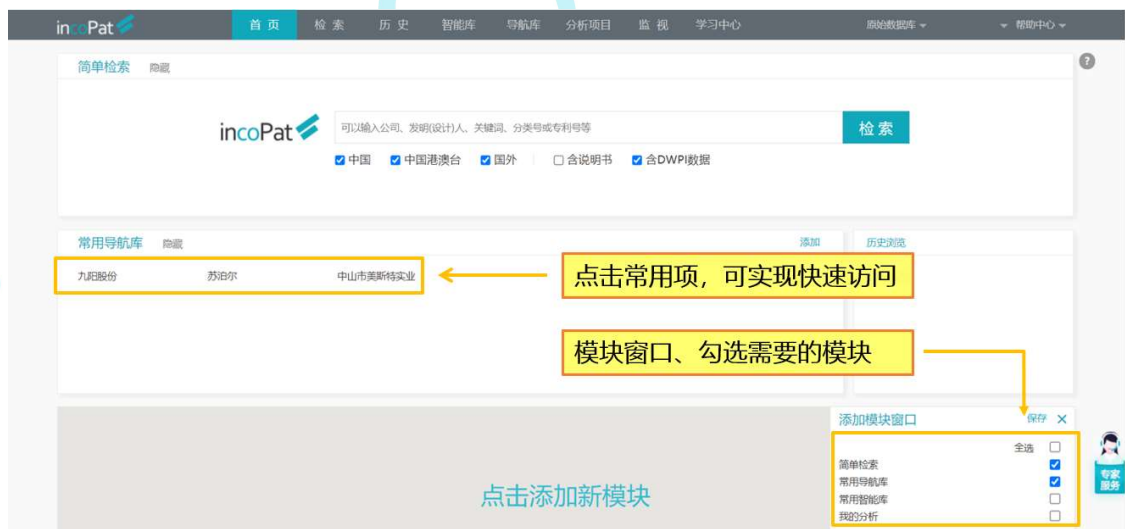 incoPat 首 页 检 索 历 史 智能库 导航库 分析项目 监 视 学习中心 原始数据库 帮助中心
简单检索 隐藏
?
incoPat 可以输入公司、发明(设计)人、关键词、分类号或专利号等 检 索
中国 中国港澳台 国外 含说明书 含DWPI数据
常用导航库 隐藏 添加 历史浏览
九阳股份 苏泊尔 中山市美斯特实业
点击常用项，可实现快速访问
模块窗口、勾选需要的模块
添加模块窗口 保存 ×
全选
简单检索
常用导航库
常用智能库
我的分析
专家
服务
点击添加新模块